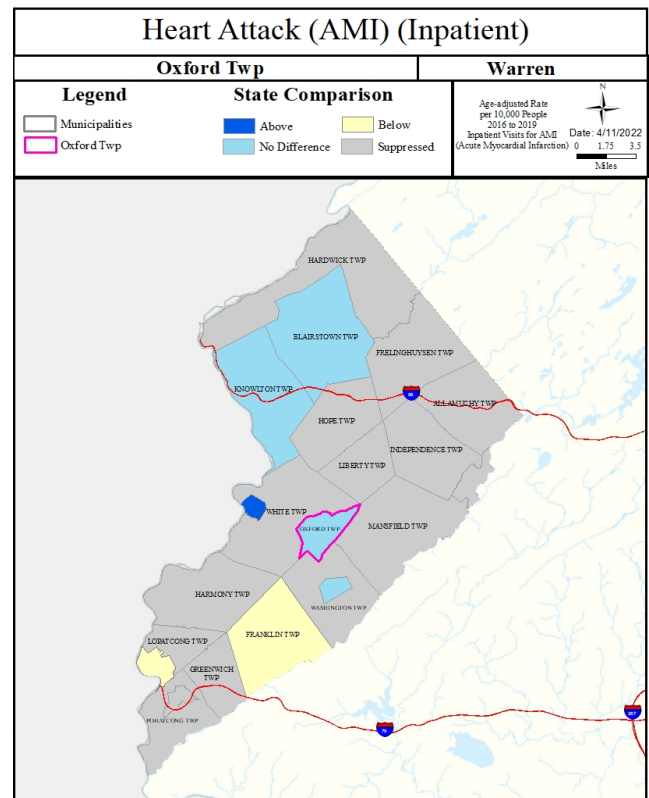 Heart Attack (AMI) (Inpatient)
Oxford Twp
Warren
Legend
Municipalities
Oxford Twp
State Comparison
Above
Below
No Difference
Suppressed
Age-adjusted Rate
per 10,000 People
2016 to 2019
Inpatient Visits for AMI
(Acute Myocardial Infarction)
N
Date: 4/11/2022
0 1.75 3.5
Miles
HARDWICK TWP
BLAIRSTOWN TWP
FRELINGHUYSEN TWP
KNOWLTON TWP
80
ALLAMUCHY TWP
HOPE TWP
INDEPENDENCE TWP
LIBERTY TWP
WHITE TWP
OXFORD TWP
MANSFIELD TWP
HARMONY TWP
WASHINGTON TWP
FRANKLIN TWP
LOPATCONG TWP
GREENWICH
TWP
POHATCONG TWP
287
78